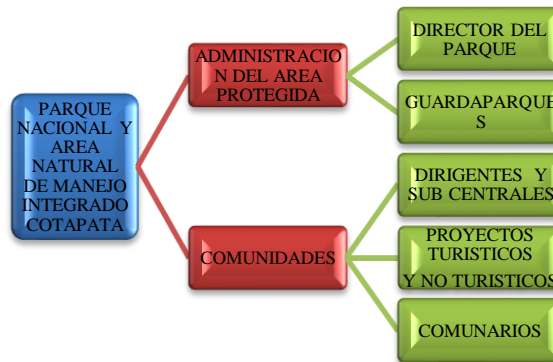 PARQUE
NACIONAL Y
AREA
NATURAL
DE MANEJO
INTEGRADO
COTAPATA
ADMINISTRACIO
N DEL AREA
PROTEGIDA
DIRECTOR DEL
PARQUE
GUARDAPARQUE
S
COMUNIDADES
DIRIGENTES Y
SUB CENTRALES
PROYECTOS
TURISTICOS
Y NO TURISTICOS
COMUNARIOS